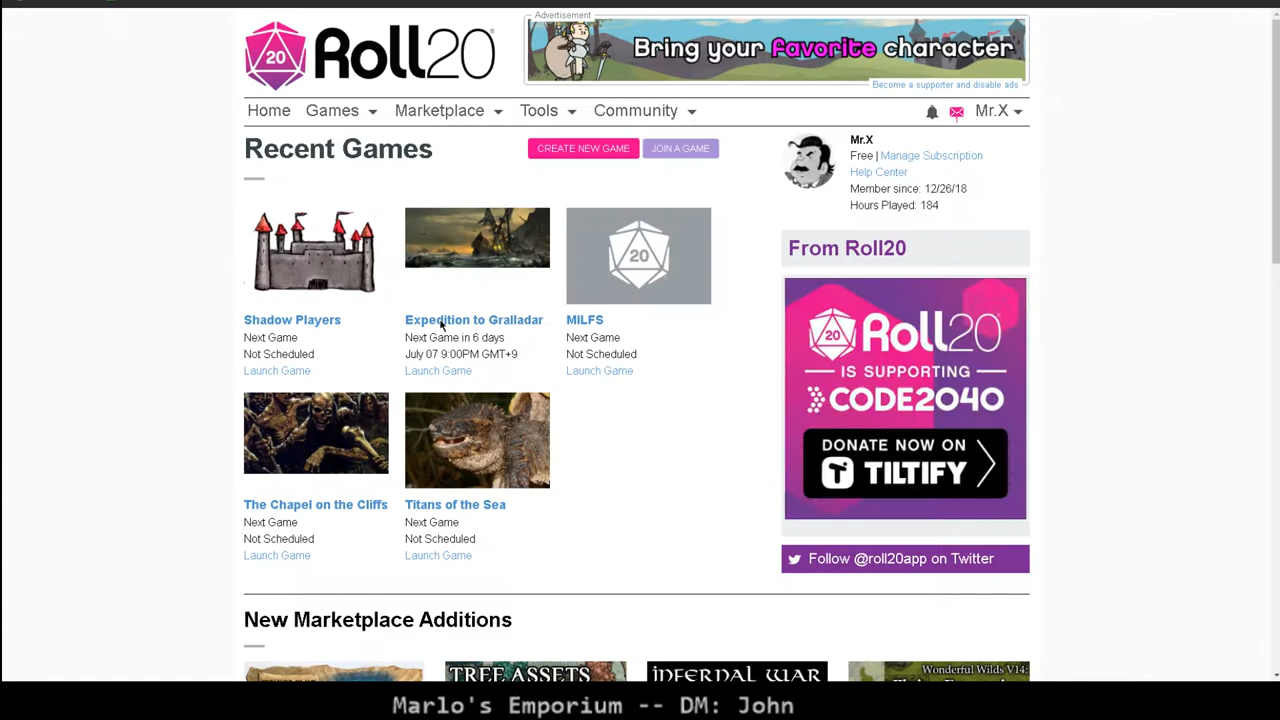 Advertisement
20 Roll20®
Bring your favorite character
Become a supporter and disable ads
Home Games Marketplace Tools Community Mr.X
Recent Games
CREATE NEW GAME JOIN A GAME
Mr.X
Free | Manage Subscription
Help Center
Member since: 12/26/18
Hours Played: 184
20
Shadow Players
Next Game
Not Scheduled
Launch Game
Expedition to Gralladar
Next Game in 6 days
July 07 9:00PM GMT+9
Launch Game
MILFS
Next Game
Not Scheduled
Launch Game
The Chapel on the Cliffs
Next Game
Not Scheduled
Launch Game
Titans of the Sea
Next Game
Not Scheduled
Launch Game
From Roll20
20 Roll20
IS SUPPORTING
CODE2040
DONATE NOW ON
TILTIFY
Follow @roll20app on Twitter
New Marketplace Additions
TREE ASSETS
INFERNAL WAR
Wonderful Wilds V14:
Marlo's Emporium -- DM: John